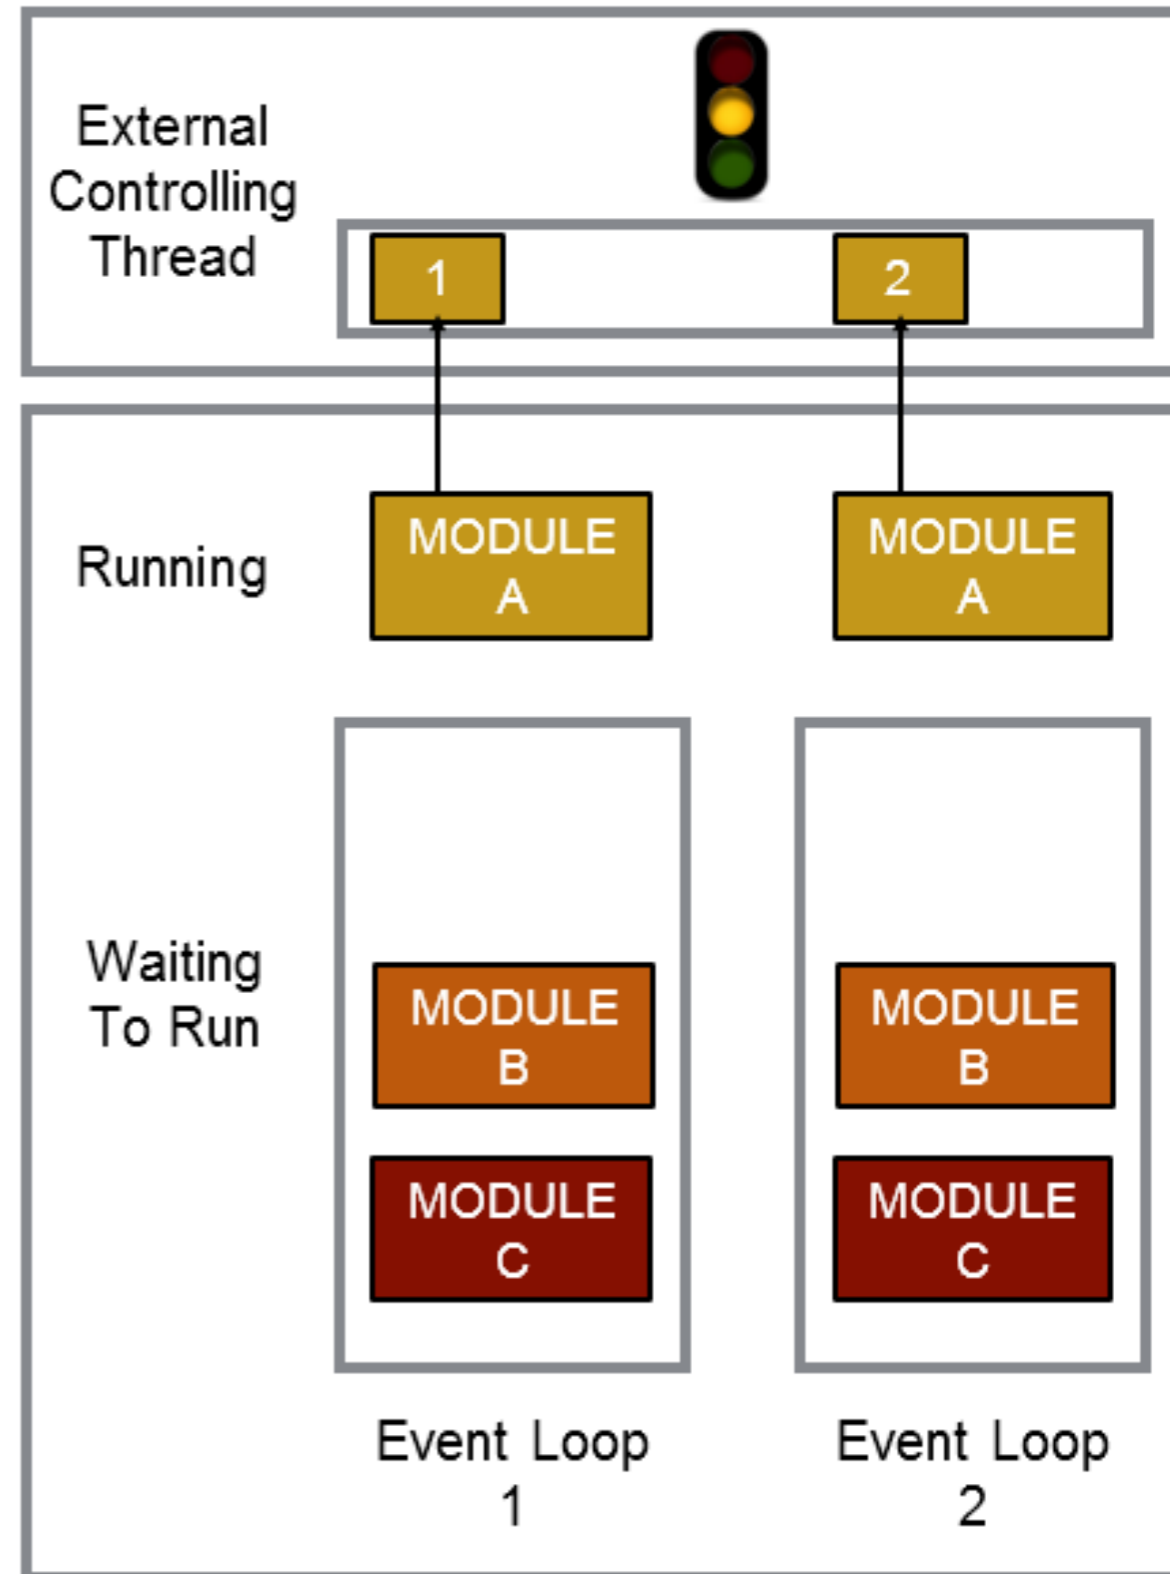 External
Controlling
Thread
1
2
Running
MODULE
A
MODULE
A
Waiting
To Run
MODULE
B
MODULE
B
MODULE
C
MODULE
C
Event Loop
1
Event Loop
2